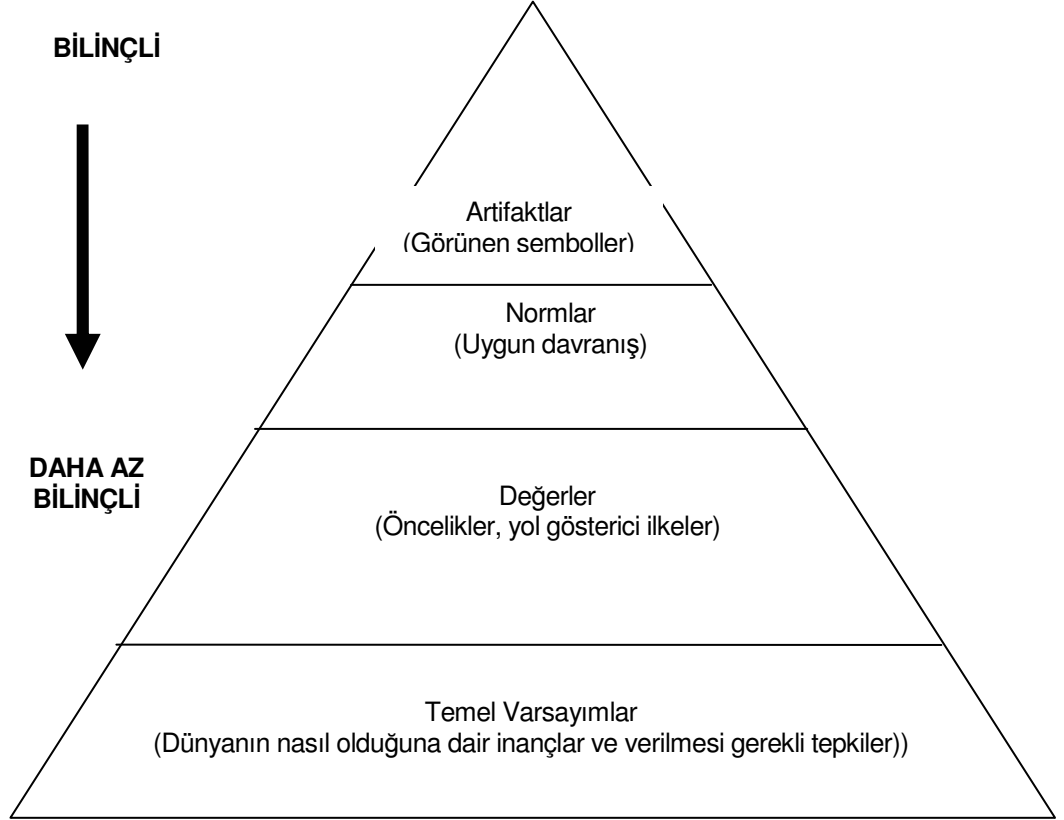 BİLİNÇLİ
Artifaktlar
(Görünen semboller)
Normlar
(Uygun davranış)
DAHA AZ
BİLİNÇLİ
Değerler
(Öncelikler, yol gösterici ilkeler)
Temel Varsayımlar
(Dünyanın nasıl olduğuna dair inançlar ve verilmesi gerekli tepkiler))